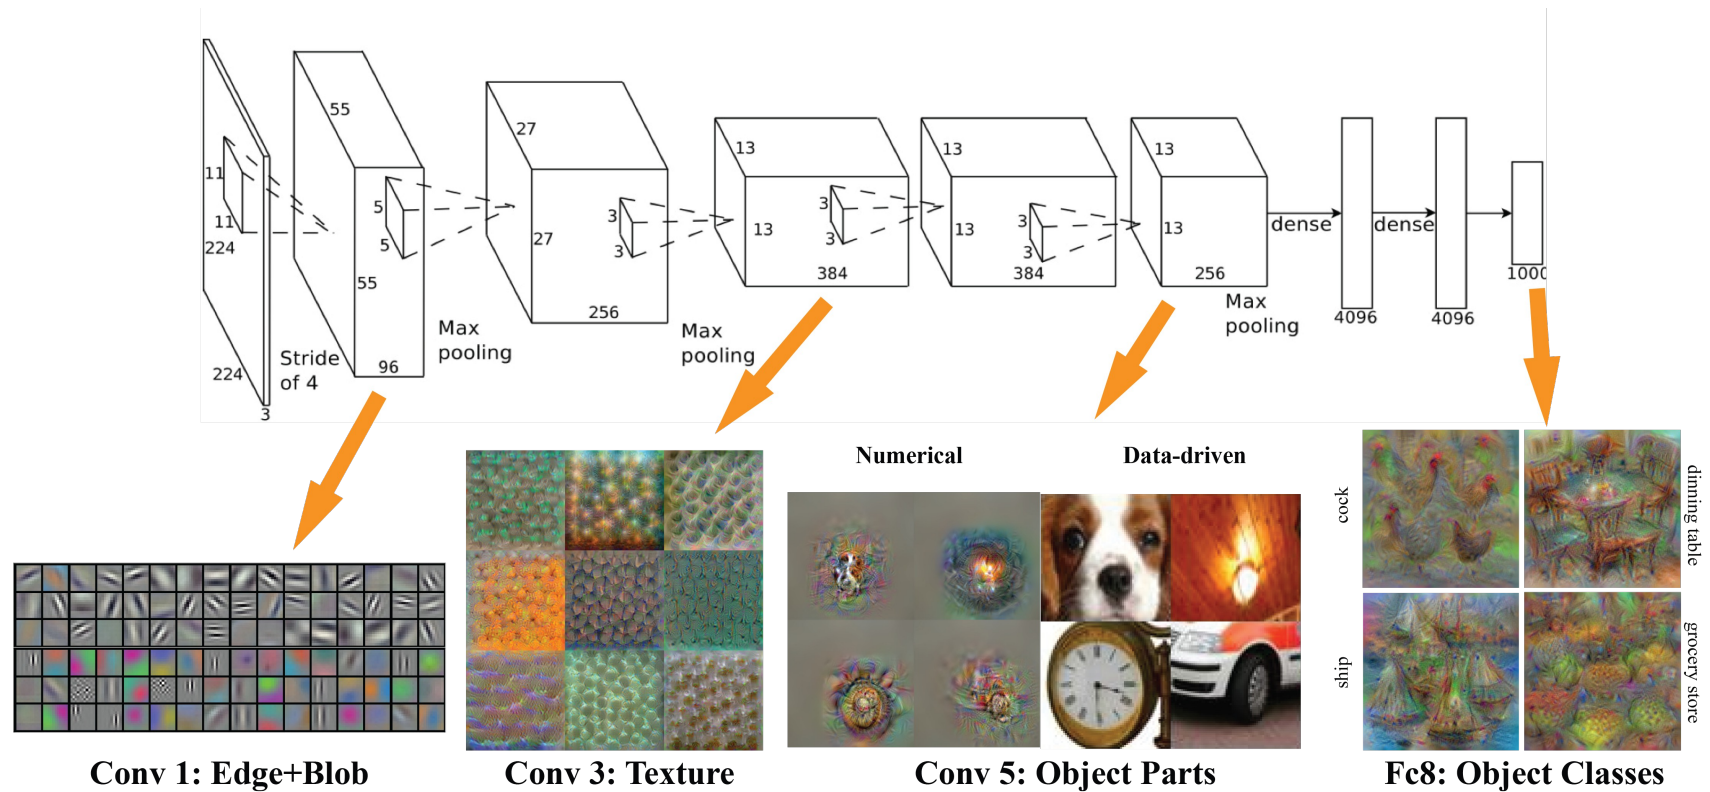 11
11
224
224
3
Stride
of 4
55
55
96
5
5
Max
pooling
27
27
256
3
3
Max
pooling
13
13
384
3
3
13
13
384
3
3
13
13
256
Max
pooling
dense
4096
dense
4096
1000
Numerical
Data-driven
cock
dinning table
ship
grocery store
Conv 1: Edge+Blob
Conv 3: Texture
Conv 5: Object Parts
Fc8: Object Classes